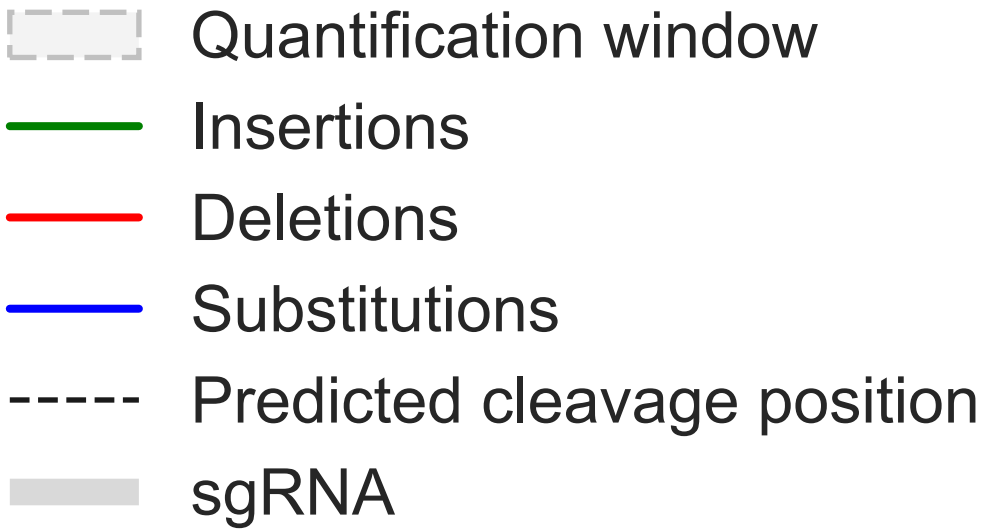 Quantification window
Insertions
Deletions
Substitutions
Predicted cleavage position
sgRNA